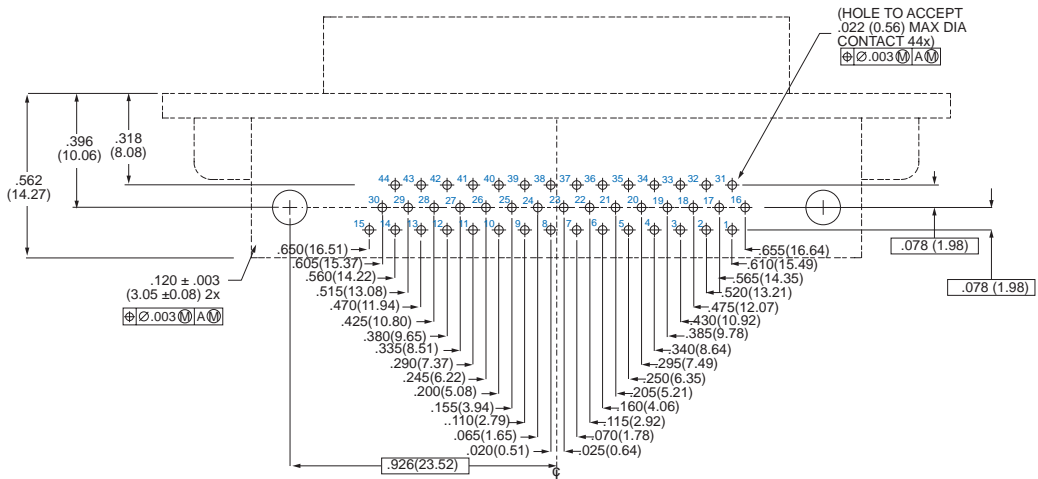 (HOLE TO ACCEPT
.022 (0.56) MAX DIA
CONTACT 44x)
⌖ ∅.003 Ⓜ A Ⓜ
.562
(14.27)
.396
(10.06)
.318
(8.08)
44 43 42 41 40 39 38 37 36 35 34 33 32 31
30 29 28 27 26 25 24 23 22 21 20 19 18 17 16
15 14 13 12 11 10 9 8 7 6 5 4 3 2 1
.078 (1.98)
.078 (1.98)
.120 ± .003
(3.05 ±0.08) 2x
⌖ ∅.003 Ⓜ A Ⓜ
.650(16.51) .655(16.64)
.605(15.37) .610(15.49)
.560(14.22) .565(14.35)
.515(13.08) .520(13.21)
.470(11.94) .475(12.07)
.425(10.80) .430(10.92)
.380(9.65) .385(9.78)
.335(8.51) .340(8.64)
.290(7.37) .295(7.49)
.245(6.22) .250(6.35)
.200(5.08) .205(5.21)
.155(3.94) .160(4.06)
..110(2.79) .115(2.92)
.065(1.65) .070(1.78)
.020(0.51) .025(0.64)
.926(23.52)
℄